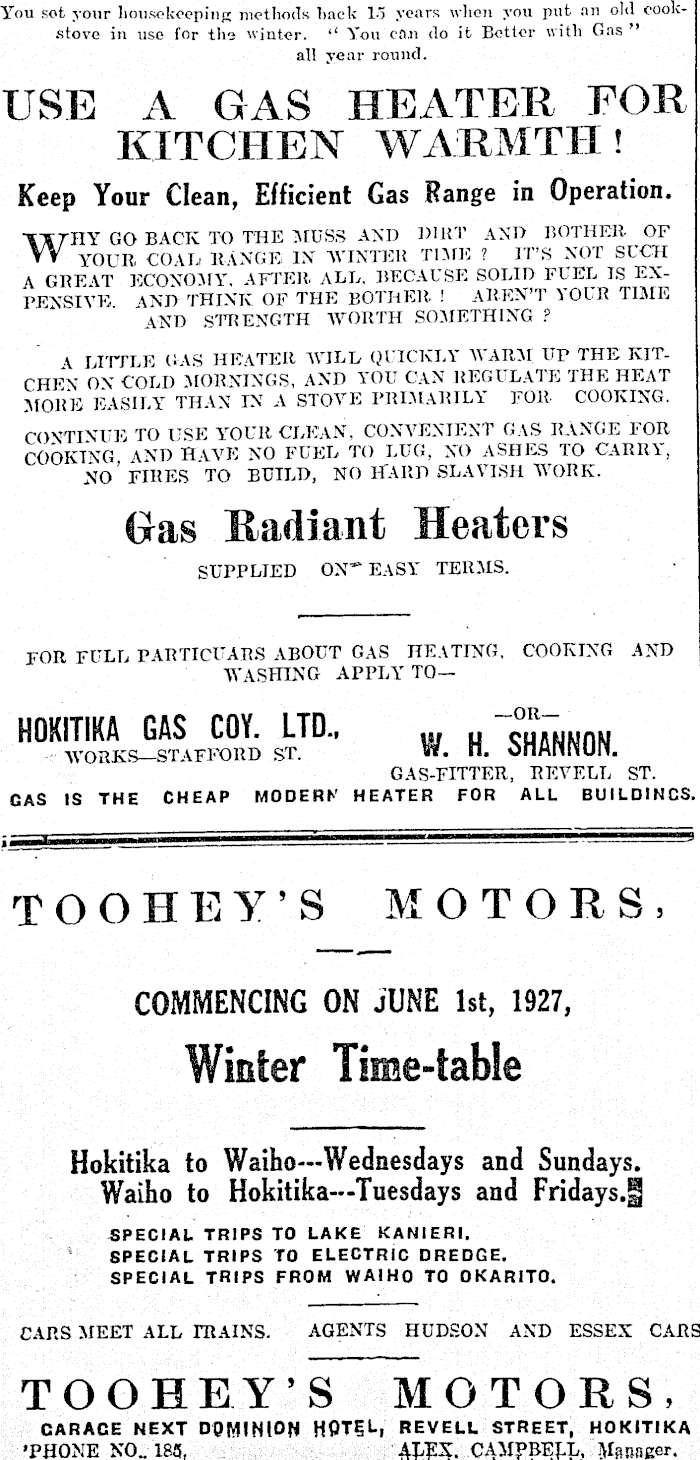 You set your housekeeping methods back 15 years when you put an old cook-
stove in use for the winter. " You can do it Better with Gas "
all year round.
USE A GAS HEATER FOR
KITCHEN WARMTH!
Keep Your Clean, Efficient Gas Range in Operation.
WHY GO BACK TO THE MUSS AND DIRT AND BOTHER OF
YOUR COAL RANGE IN WINTER TIME ? IT'S NOT SUCH
A GREAT ECONOMY, AFTER ALL, BECAUSE SOLID FUEL IS EX-
PENSIVE. AND THINK OF THE BOTHER ! AREN'T YOUR TIME
AND STRENGTH WORTH SOMETHING ?
A LITTLE GAS HEATER WILL QUICKLY WARM UP THE KIT-
CHEN ON COLD MORNINGS, AND YOU CAN REGULATE THE HEAT
MORE EASILY THAN IN A STOVE PRIMARILY FOR COOKING.
CONTINUE TO USE YOUR CLEAN, CONVENIENT GAS RANGE FOR
COOKING, AND HAVE NO FUEL TO LUG, NO ASHES TO CARRY,
NO FIRES TO BUILD, NO HARD SLAVISH WORK.
Gas Radiant Heaters
SUPPLIED ON EASY TERMS.
FOR FULL PARTICUARS ABOUT GAS HEATING, COOKING AND
WASHING APPLY TO—
HOKITIKA GAS COY. LTD.,
WORKS—STAFFORD ST.
—OR—
W. H. SHANNON.
GAS-FITTER, REVELL ST.
GAS IS THE CHEAP MODERN HEATER FOR ALL BUILDINGS.
TOOHEY'S MOTORS,
COMMENCING ON JUNE 1st, 1927,
Winter Time-table
Hokitika to Waiho---Wednesdays and Sundays.
Waiho to Hokitika---Tuesdays and Fridays.
SPECIAL TRIPS TO LAKE KANIERI.
SPECIAL TRIPS TO ELECTRIC DREDGE.
SPECIAL TRIPS FROM WAIHO TO OKARITO.
CARS MEET ALL TRAINS. AGENTS HUDSON AND ESSEX CARS
TOOHEY'S MOTORS,
GARAGE NEXT DOMINION HOTEL, REVELL STREET, HOKITIKA
'PHONE NO. 185, ALEX. CAMPBELL, Manager.